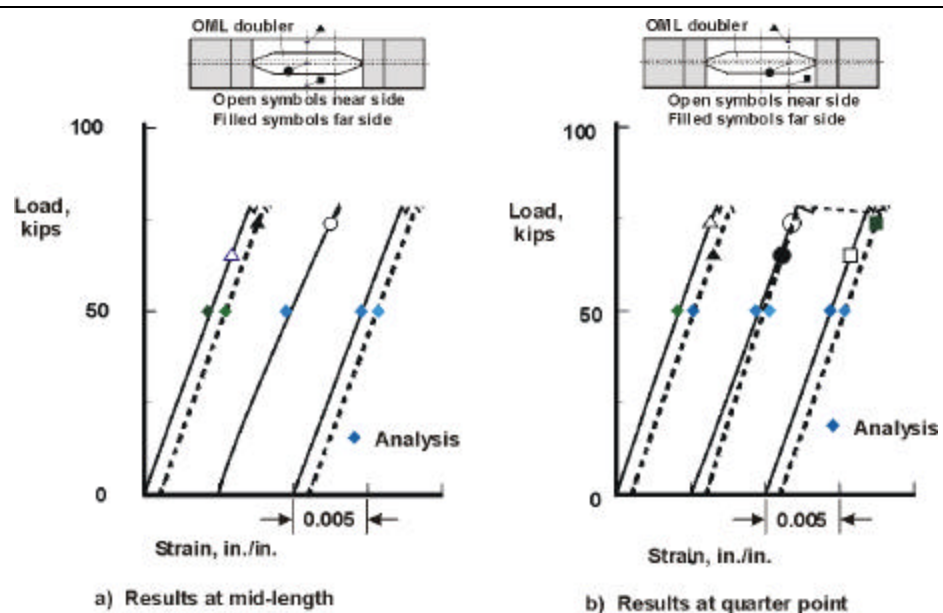 OML doubler
Open symbols near side
Filled symbols far side
100
Load,
kips
50
Analysis
0
0.005
Strain, in./in.
a) Results at mid-length
OML doubler
Open symbols near side
Filled symbols far side
100
Load,
kips
50
Analysis
0
0.005
Strain, in./in.
b) Results at quarter point